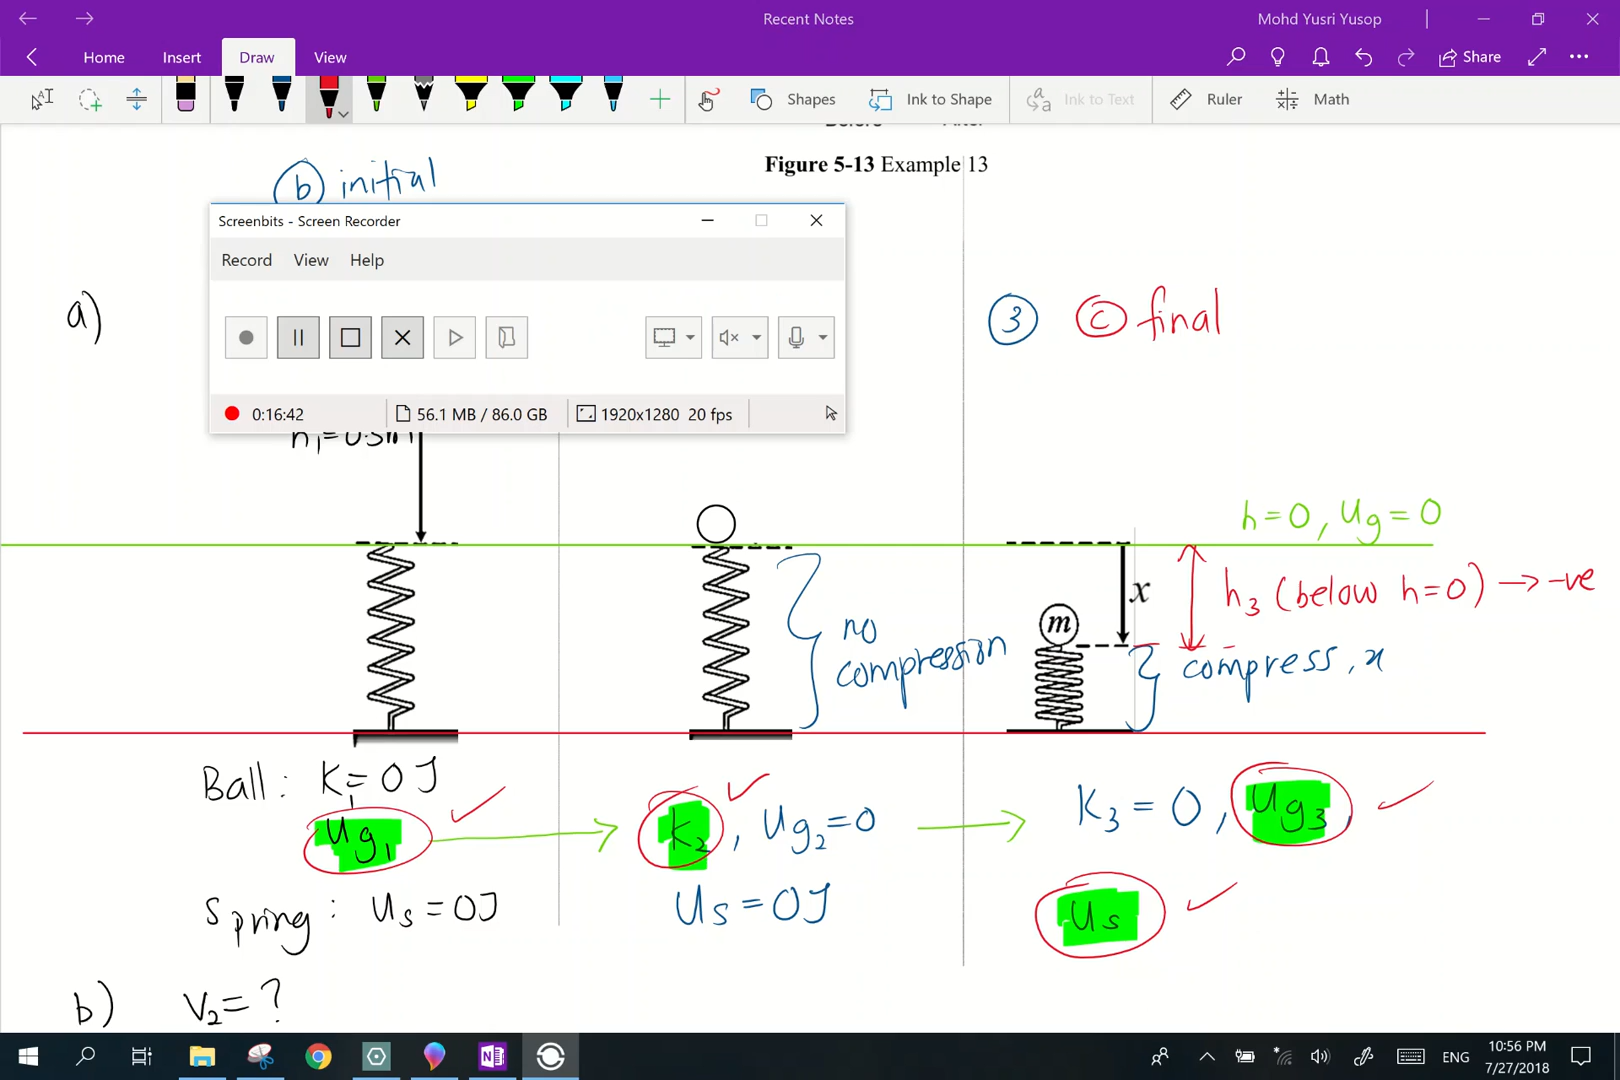 Recent Notes
Mohd Yusri Yusop
Home Insert Draw View
Share
Shapes
Ink to Shape
Ink to Text
Ruler
Math
Figure 5-13 Example 13
b initial
Screenbits - Screen Recorder
Record View Help
0:16:42
56.1 MB / 86.0 GB
1920x1280 20 fps
a)
3 c final
h₁=0.5m
h=0, Ug=0
h₃ (below h=0) → -ve
x
m
no
compression
compress, x
Ball: K₁=0J
K₂, Ug₂=0
K₃=0, Ug₃,
Ug₁
Spring: Us=0J
Us=0J
Us
b) V₂=?
ENG
10:56 PM
7/27/2018